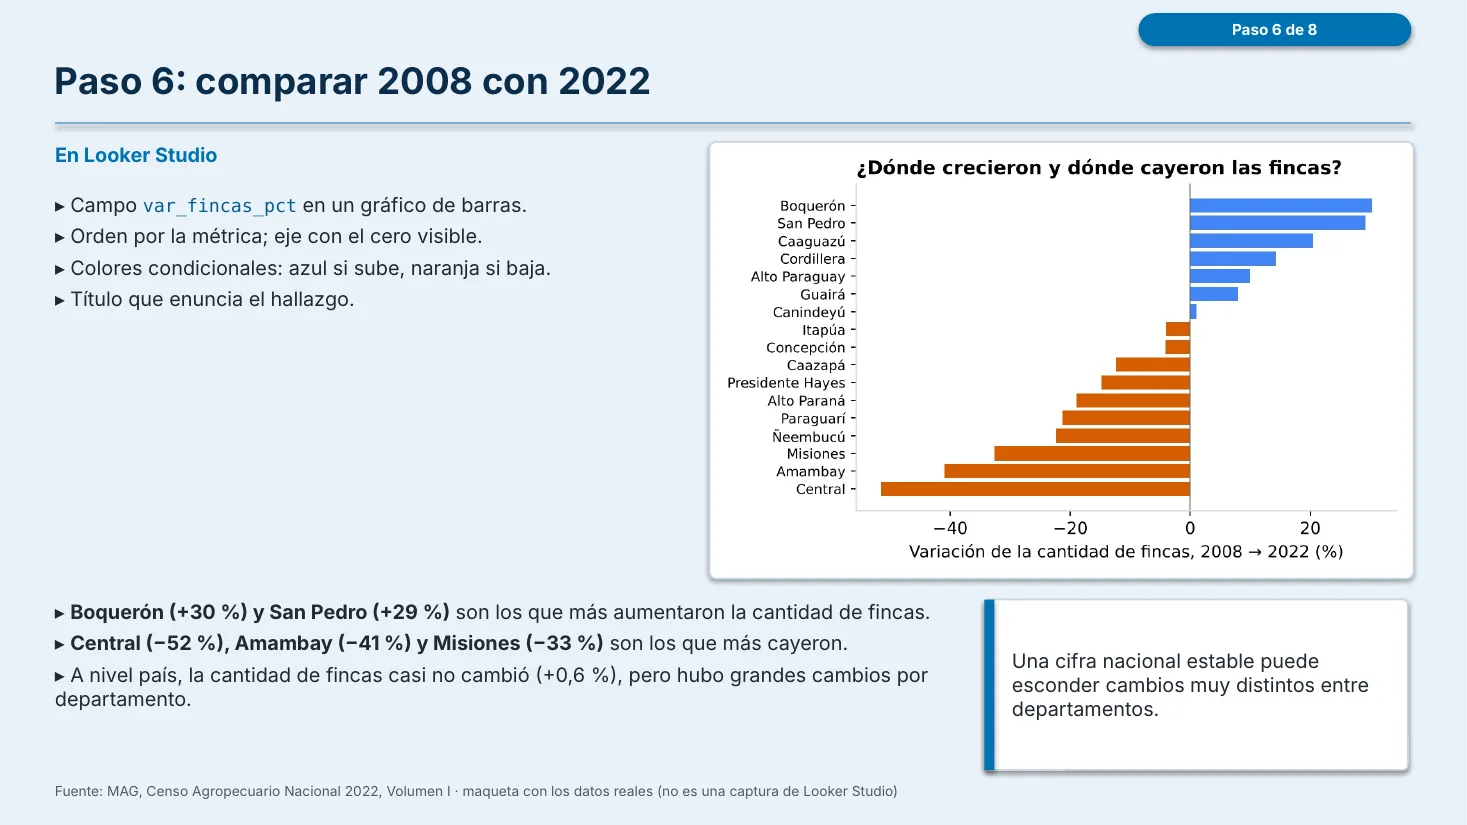 Paso 6 de 8
Paso 6: comparar 2008 con 2022
En Looker Studio
▸ Campo var_fincas_pct en un gráfico de barras.
▸ Orden por la métrica; eje con el cero visible.
▸ Colores condicionales: azul si sube, naranja si baja.
▸ Título que enuncia el hallazgo.
¿Dónde crecieron y dónde cayeron las fincas?
Boquerón
San Pedro
Caaguazú
Cordillera
Alto Paraguay
Guairá
Canindeyú
Itapúa
Concepción
Caazapá
Presidente Hayes
Alto Paraná
Paraguarí
Ñeembucú
Misiones
Amambay
Central
−40 −20 0 20
Variación de la cantidad de fincas, 2008 → 2022 (%)
▸ Boquerón (+30 %) y San Pedro (+29 %) son los que más aumentaron la cantidad de fincas.
▸ Central (−52 %), Amambay (−41 %) y Misiones (−33 %) son los que más cayeron.
▸ A nivel país, la cantidad de fincas casi no cambió (+0,6 %), pero hubo grandes cambios por
departamento.
Una cifra nacional estable puede
esconder cambios muy distintos entre
departamentos.
Fuente: MAG, Censo Agropecuario Nacional 2022, Volumen I · maqueta con los datos reales (no es una captura de Looker Studio)